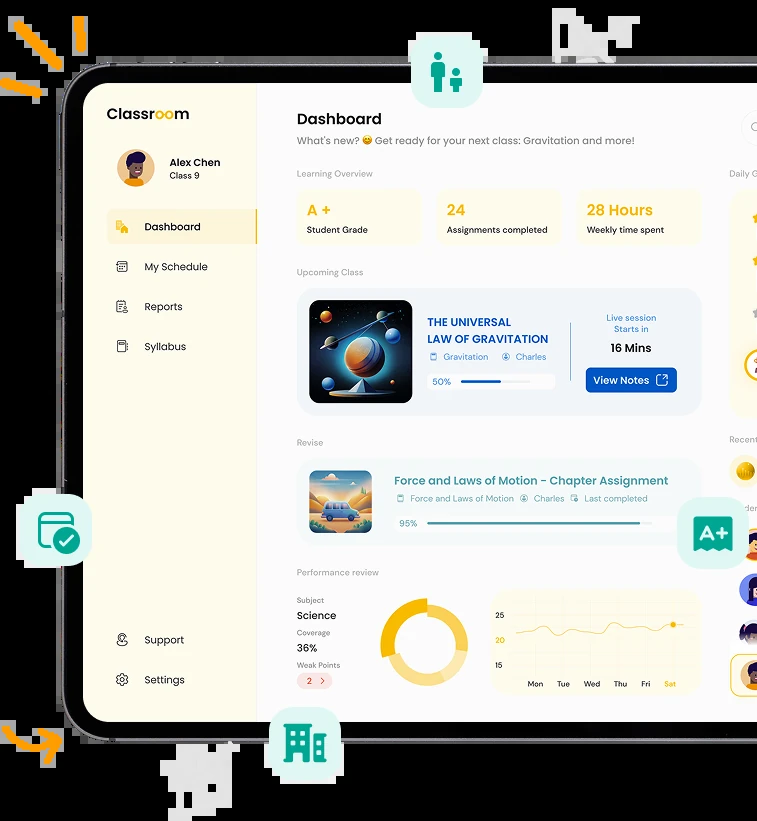 Classroom
Alex Chen
Class 9
Dashboard
My Schedule
Reports
Syllabus
Support
Settings
Dashboard
What's new? 😊 Get ready for your next class: Gravitation and more!
Learning Overview
A +
Student Grade
24
Assignments completed
28 Hours
Weekly time spent
Upcoming Class
THE UNIVERSAL
LAW OF GRAVITATION
Gravitation Charles
50%
Live session
Starts in
16 Mins
View Notes
Revise
Force and Laws of Motion - Chapter Assignment
Force and Laws of Motion Charles Last completed
95%
A+
Performance review
Subject
Science
Coverage
36%
Weak Points
2
25
20
15
Mon Tue Wed Thu Fri Sat
Daily G
Recent